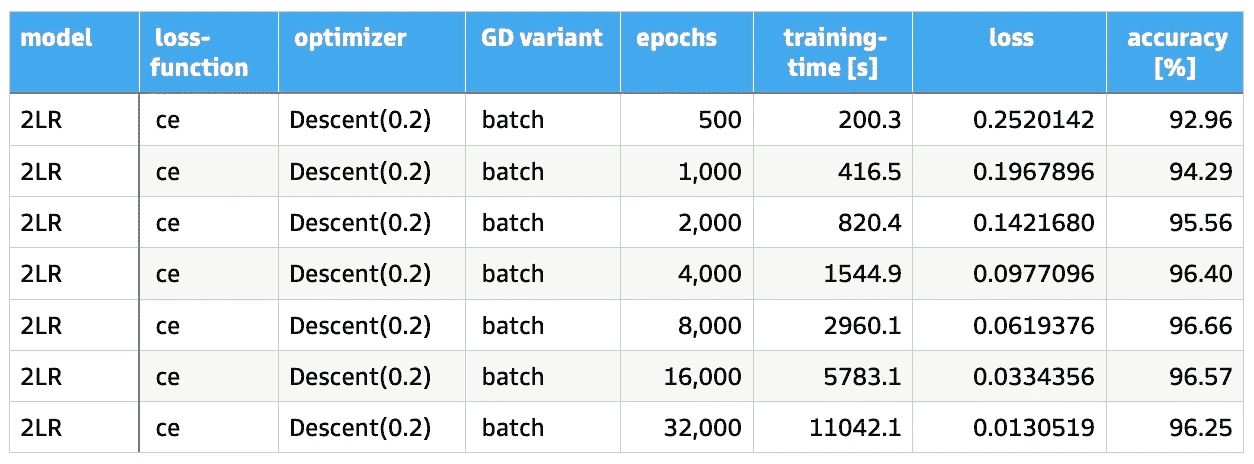 model loss-function optimizer GD variant epochs training-time [s] loss accuracy [%]
2LR ce Descent(0.2) batch 500 200.3 0.2520142 92.96
2LR ce Descent(0.2) batch 1,000 416.5 0.1967896 94.29
2LR ce Descent(0.2) batch 2,000 820.4 0.1421680 95.56
2LR ce Descent(0.2) batch 4,000 1544.9 0.0977096 96.40
2LR ce Descent(0.2) batch 8,000 2960.1 0.0619376 96.66
2LR ce Descent(0.2) batch 16,000 5783.1 0.0334356 96.57
2LR ce Descent(0.2) batch 32,000 11042.1 0.0130519 96.25